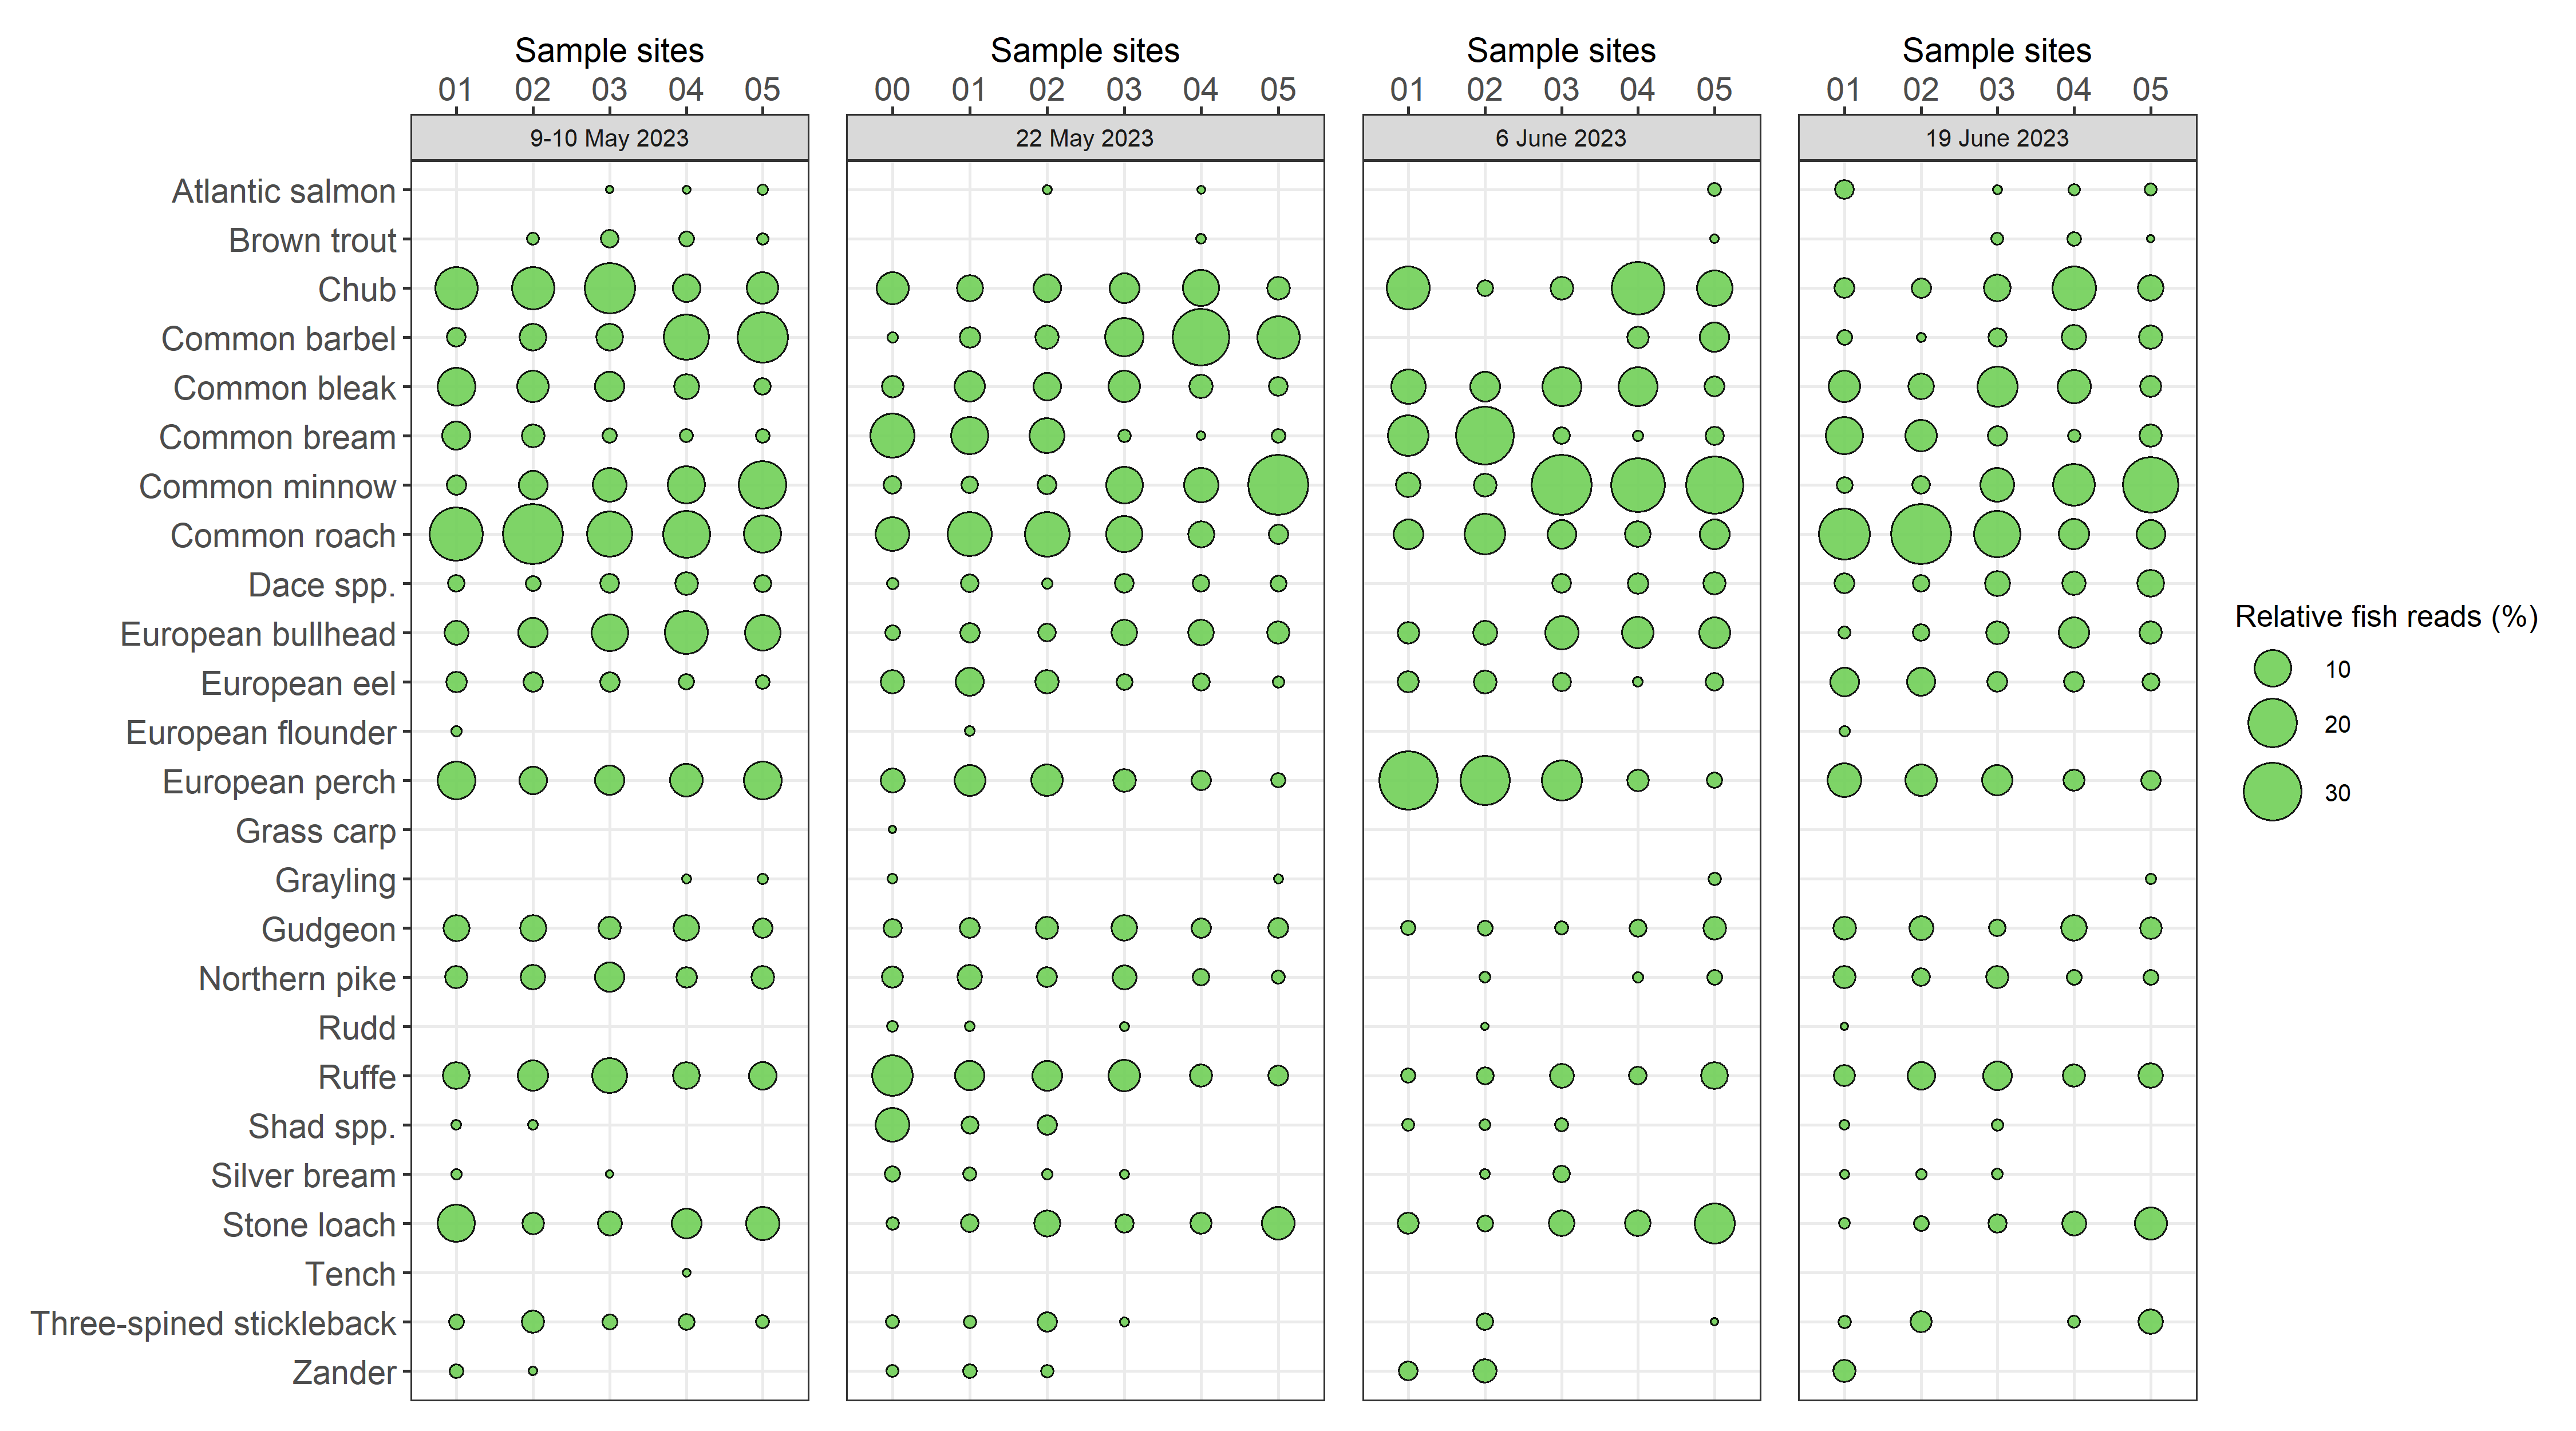 Sample sites Sample sites Sample sites Sample sites
01 02 03 04 05 00 01 02 03 04 05 01 02 03 04 05 01 02 03 04 05
9-10 May 2023 22 May 2023 6 June 2023 19 June 2023
Atlantic salmon
Brown trout
Chub
Common barbel
Common bleak
Common bream
Common minnow
Common roach
Dace spp.
European bullhead
European eel
European flounder
European perch
Grass carp
Grayling
Gudgeon
Northern pike
Rudd
Ruffe
Shad spp.
Silver bream
Stone loach
Tench
Three-spined stickleback
Zander
Relative fish reads (%)
10
20
30